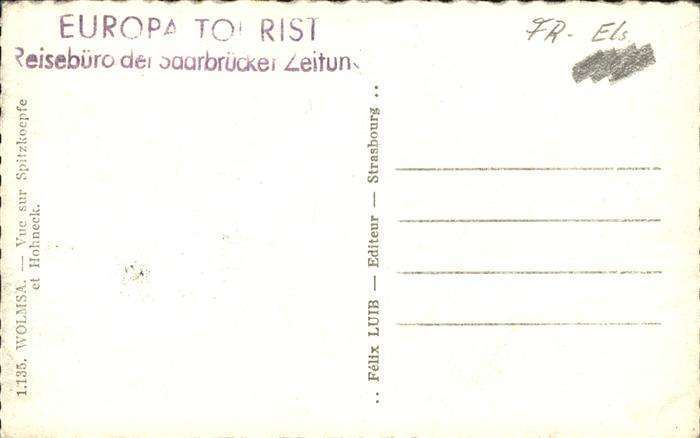 EUROPA TOURIST
Reisebüro der Saarbrücker Zeitung
FR- Els
1.135. WOLMSA. — Vue sur Spitzkoepfe
et Hohneck.
.. Félix LUIB — Editeur — Strasbourg ..